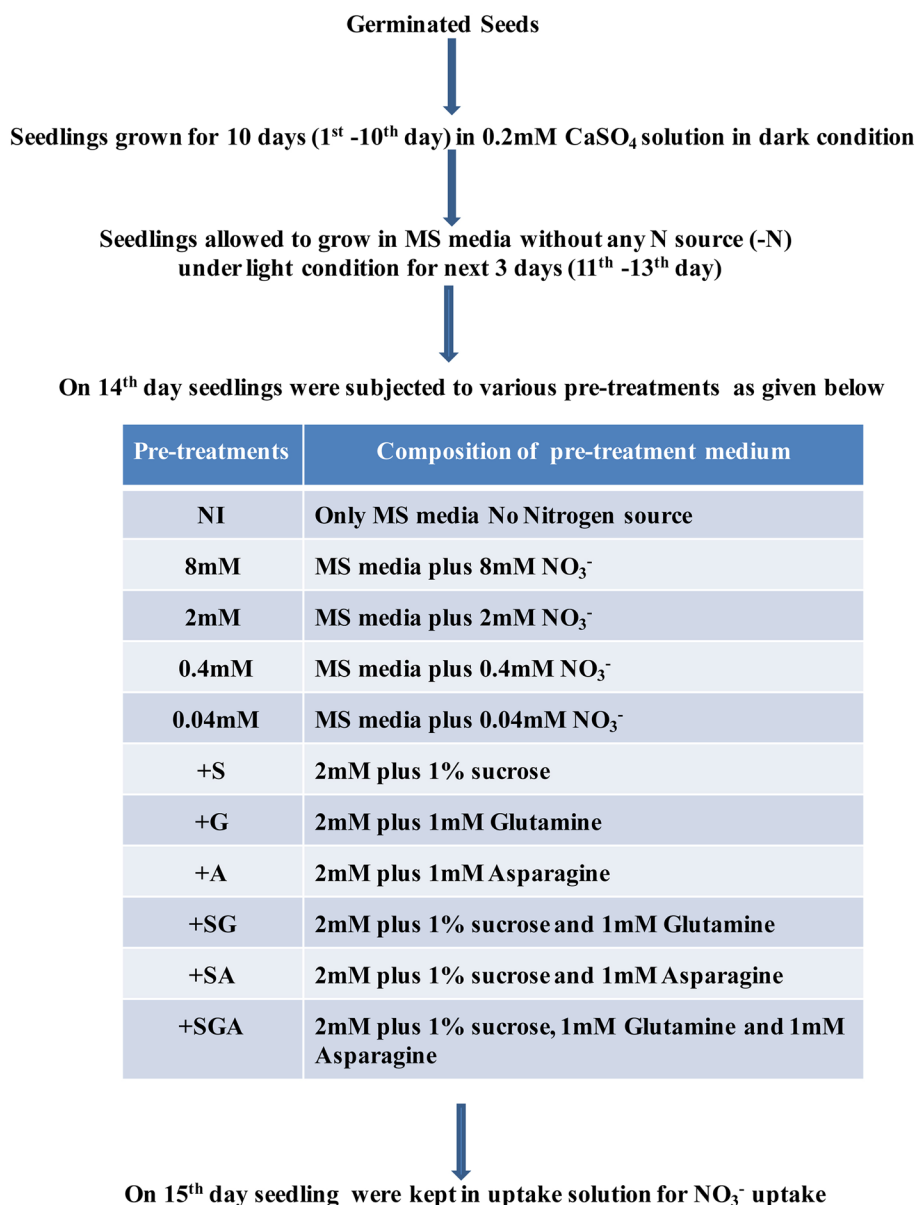 Germinated Seeds
Seedlings grown for 10 days (1st -10th day) in 0.2mM CaSO4 solution in dark condition
Seedlings allowed to grow in MS media without any N source (-N)
under light condition for next 3 days (11th -13th day)
On 14th day seedlings were subjected to various pre-treatments as given below
Pre-treatments Composition of pre-treatment medium
NI Only MS media No Nitrogen source
8mM MS media plus 8mM NO3-
2mM MS media plus 2mM NO3-
0.4mM MS media plus 0.4mM NO3-
0.04mM MS media plus 0.04mM NO3-
+S 2mM plus 1% sucrose
+G 2mM plus 1mM Glutamine
+A 2mM plus 1mM Asparagine
+SG 2mM plus 1% sucrose and 1mM Glutamine
+SA 2mM plus 1% sucrose and 1mM Asparagine
+SGA 2mM plus 1% sucrose, 1mM Glutamine and 1mM
Asparagine
On 15th day seedling were kept in uptake solution for NO3- uptake